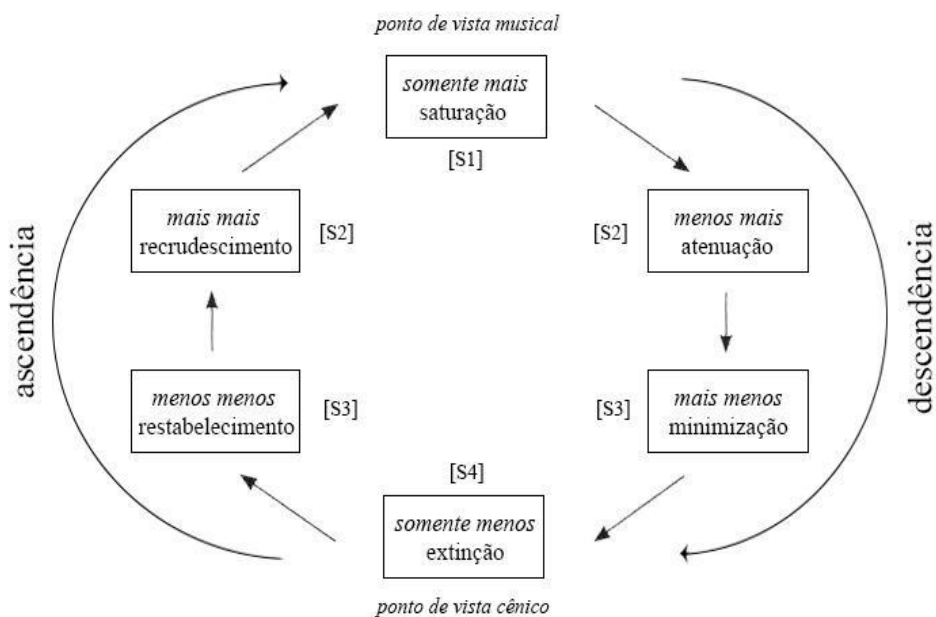 ponto de vista musical
somente mais
saturação
[S1]
mais mais
recrudescimento
[S2]
[S2]
menos mais
atenuação
ascendência
descendência
menos menos
restabelecimento
[S3]
[S3]
mais menos
minimização
[S4]
somente menos
extinção
ponto de vista cênico